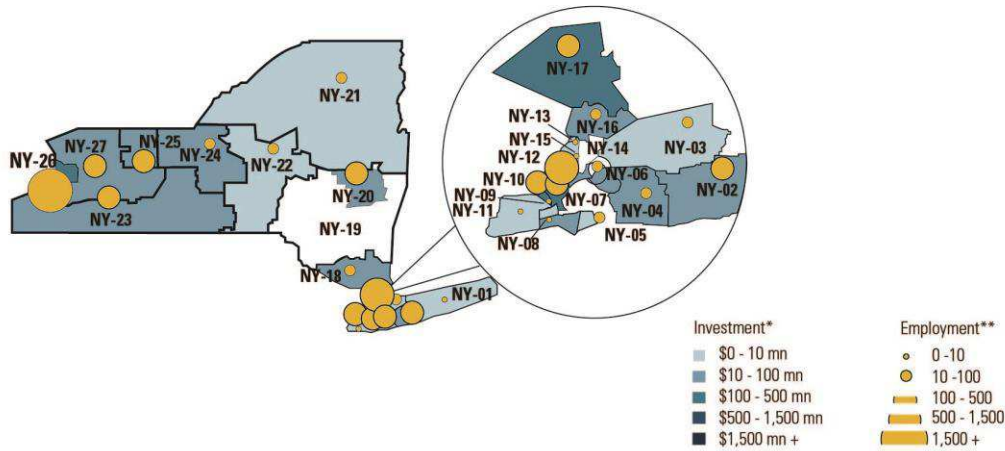 NY-21
NY-27
NY-25
NY-24
NY-22
NY-26
NY-20
NY-23
NY-19
NY-18
NY-01
NY-17
NY-13
NY-16
NY-15
NY-14
NY-03
NY-12
NY-06
NY-02
NY-10
NY-09
NY-07
NY-04
NY-11
NY-05
NY-08
Investment*
$0 - 10 mn
$10 - 100 mn
$100 - 500 mn
$500 - 1,500 mn
$1,500 mn +
Employment**
0 -10
10 -100
100 - 500
500 - 1,500
1,500 +